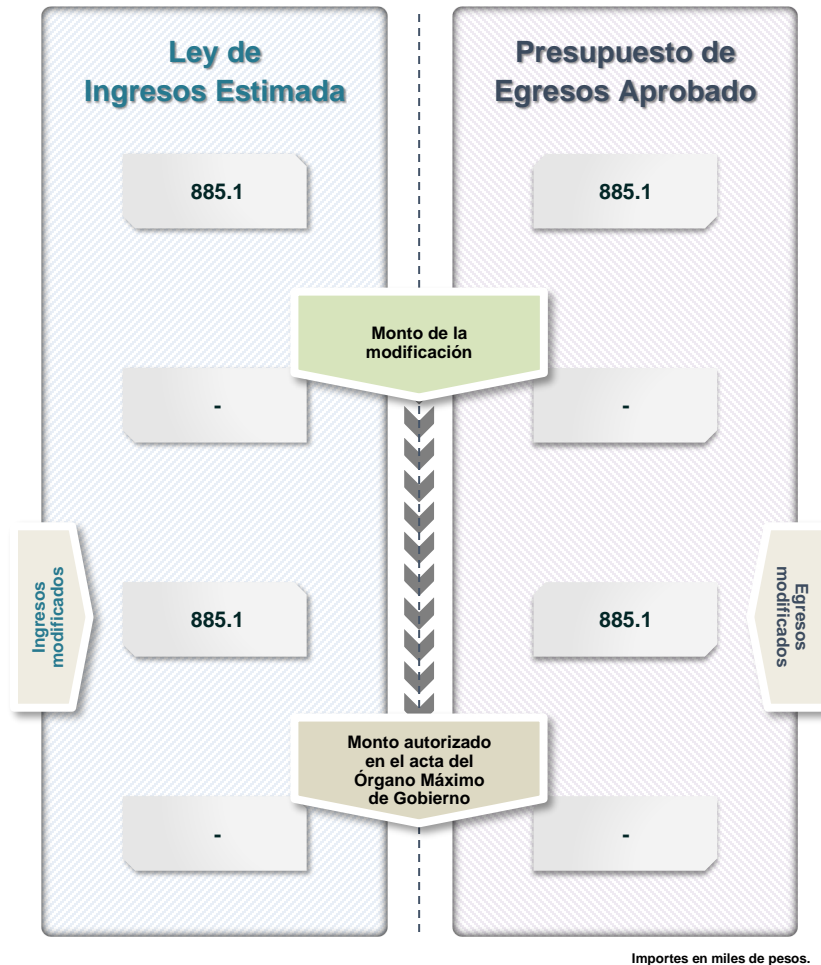 Ley de
Ingresos Estimada
Presupuesto de
Egresos Aprobado
885.1
885.1
Monto de la
modificación
-
-
Ingresos
modificados
885.1
885.1
Egresos
modificados
Monto autorizado
en el acta del
Órgano Máximo
de Gobierno
-
-
Importes en miles de pesos.